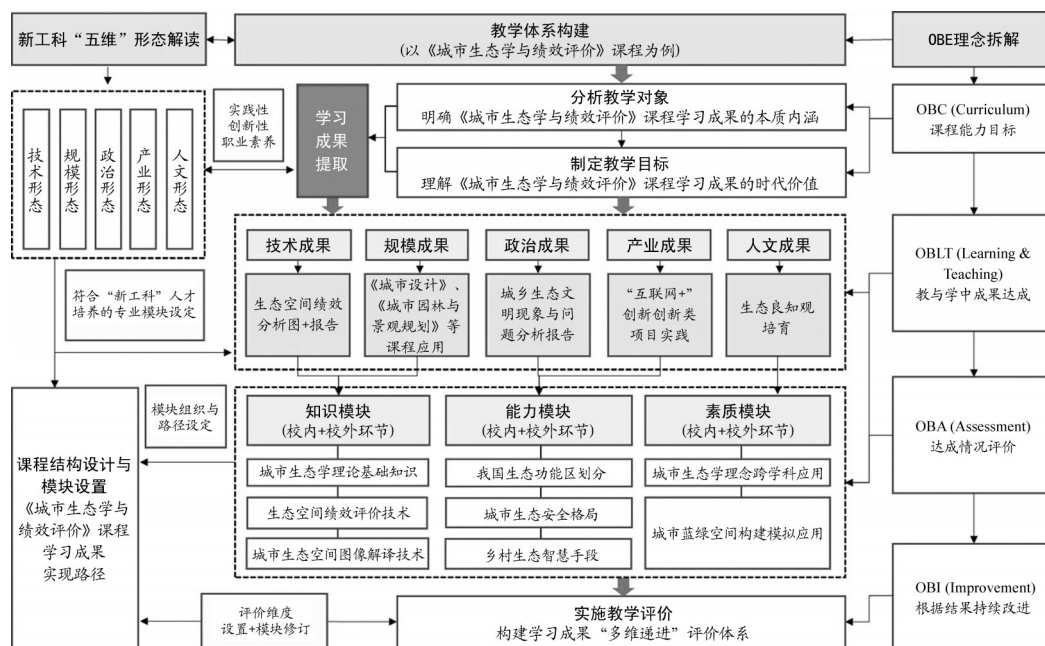 新工科“五维”形态解读
教学体系构建
(以《城市生态学与绩效评价》课程为例)
OBE理念拆解
技术形态
规模形态
政治形态
产业形态
人文形态
实践性
创新性
职业素养
学习
成果
提取
分析教学对象
明确《城市生态学与绩效评价》课程学习成果的本质内涵
制定教学目标
理解《城市生态学与绩效评价》课程学习成果的时代价值
OBC (Curriculum)
课程能力目标
符合“新工科”人才
培养的专业模块设定
技术成果
规模成果
政治成果
产业成果
人文成果
生态空间绩效
分析图+报告
《城市设计》、
《城市园林与
景观规划》等
课程应用
城乡生态文
明现象与问
题分析报告
“互联网+”
创新创新类
项目实践
生态良知观
培育
OBLT (Learning &
Teaching)
教与学中成果达成
模块组织与
路径设定
知识模块
(校内+校外环节)
城市生态学理论基础知识
生态空间绩效评价技术
城市生态空间图像解译技术
能力模块
(校内+校外环节)
我国生态功能区划分
城市生态安全格局
乡村生态智慧手段
素质模块
(校内+校外环节)
城市生态学理念跨学科应用
城市蓝绿空间构建模拟应用
OBA (Assessment)
达成情况评价
课程结构设计与
模块设置
《城市生态学与
绩效评价》课程
学习成果
实现路径
评价维度
设置+模块修订
实施教学评价
构建学习成果“多维递进”评价体系
OBI (Improvement)
根据结果持续改进